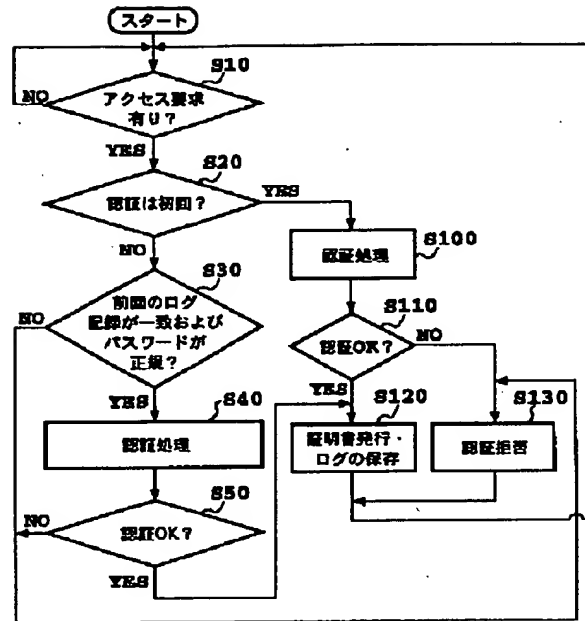 スタート
S10
アクセス要求
有り?
NO
YES
S20
認証は初回?
YES
NO
S100
認証処理
S30
前回のログ
記録が一致および
パスワードが
正規?
NO
YES
S110
認証OK?
NO
YES
S40
認証処理
S120
証明書発行・
ログの保存
S130
認証拒否
S50
認証OK?
NO
YES